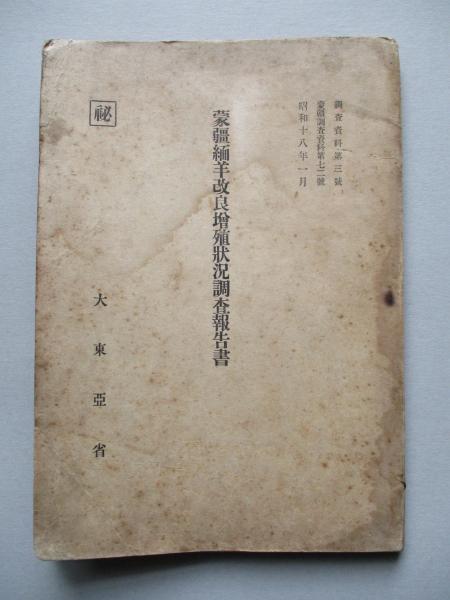 調査資料第三號
蒙疆調査資料第七二號
昭和十八年一月
蒙疆緬羊改良增殖狀況調査報告書
秘
大東亞省